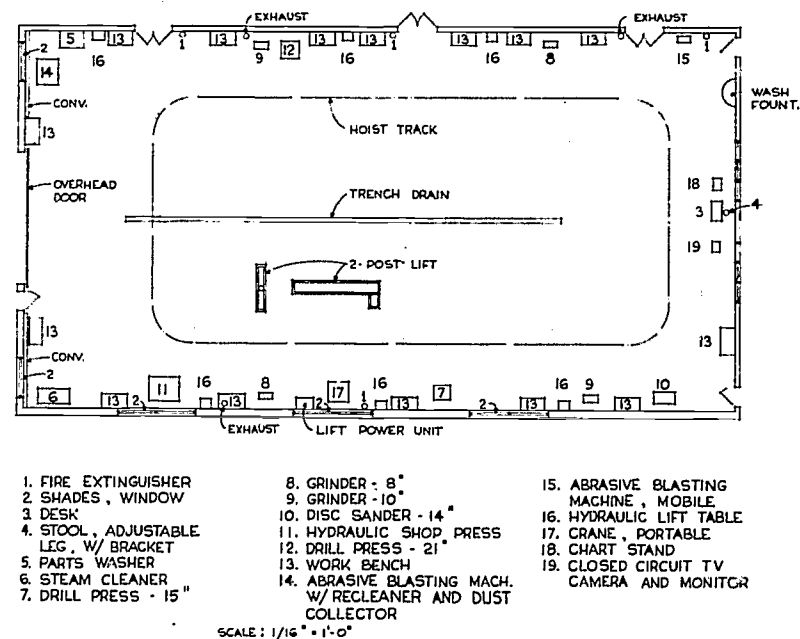 EXHAUST
EXHAUST
2 5 16 13 1 13 9 12 13 16 1 13 16 8 13 15 1
14
CONV.
13
WASH
FOUNT.
HOIST TRACK
OVERHEAD
DOOR
18
TRENCH DRAIN
3 4
19
2-POST LIFT
13
13
CONV.
2
6 13 2 11 16 13 8 2 17 1 16 13 7 2 13 16 9 13 10
EXHAUST
LIFT POWER UNIT
1. FIRE EXTINGUISHER
2. SHADES, WINDOW
3. DESK
4. STOOL, ADJUSTABLE
LEG, W/ BRACKET
5. PARTS WASHER
6. STEAM CLEANER
7. DRILL PRESS - 15"
8. GRINDER - 8"
9. GRINDER - 10"
10. DISC SANDER - 14"
11. HYDRAULIC SHOP PRESS
12. DRILL PRESS - 21"
13. WORK BENCH
14. ABRASIVE BLASTING MACH.
W/ RECLEANER AND DUST
COLLECTOR
15. ABRASIVE BLASTING
MACHINE, MOBILE
16. HYDRAULIC LIFT TABLE
17. CRANE, PORTABLE
18. CHART STAND
19. CLOSED CIRCUIT TV
CAMERA AND MONITOR
SCALE: 1/16" = 1'-0"